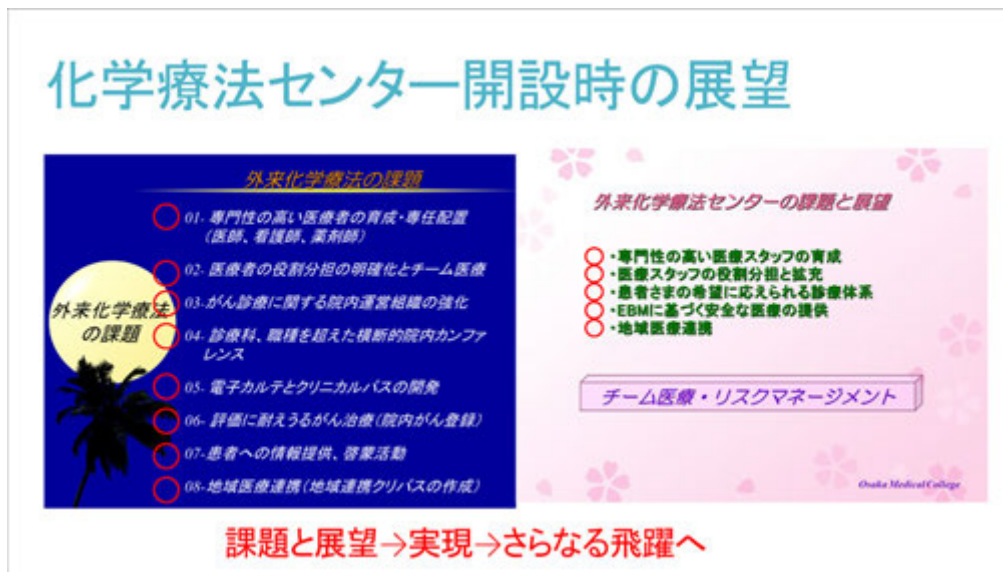 化学療法センター開設時の展望
外来化学療法の課題
外来化学療法
の課題
01- 専門性の高い医療者の育成・専任配置
(医師、看護師、薬剤師)
02- 医療者の役割分担の明確化とチーム医療
03-がん診療に関する院内運営組織の強化
04- 診療科、職種を超えた横断的院内カンファ
レンス
05- 電子カルテとクリニカルパスの開発
06- 評価に耐えうるがん治療(院内がん登録)
07-患者への情報提供、啓蒙活動
08-地域医療連携(地域連携クリパスの作成)
外来化学療法センターの課題と展望
・専門性の高い医療スタッフの育成
・医療スタッフの役割分担と拡充
・患者さまの希望に応えられる診療体系
・EBMに基づく安全な医療の提供
・地域医療連携
チーム医療・リスクマネージメント
Osaka Medical College
課題と展望→実現→さらなる飛躍へ